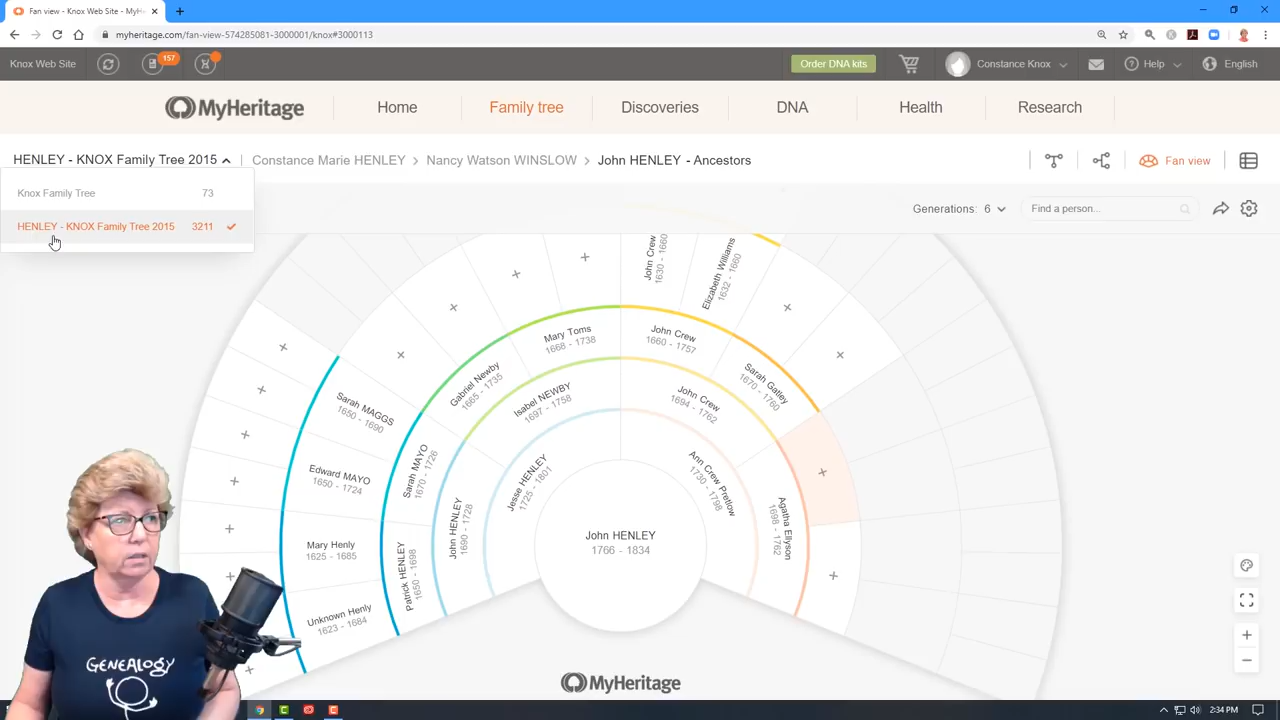 Fan view - Knox Web Site - MyH
myheritage.com/fan-view-574285081-3000001/knox#3000113
Knox Web Site
157
Order DNA kits
Constance Knox
Help
English
MyHeritage
Home
Family tree
Discoveries
DNA
Health
Research
HENLEY - KNOX Family Tree 2015
Constance Marie HENLEY > Nancy Watson WINSLOW > John HENLEY - Ancestors
Fan view
Knox Family Tree 73
HENLEY - KNOX Family Tree 2015 3211
Generations: 6
Find a person...
John Crew
1630 - 1660
Elizabeth Williams
1632 - 1660
Mary Toms
1668 - 1738
John Crew
1660 - 1757
Gabriel Newby
1665 - 1735
Sarah Gatley
1670 - 1760
Isabel NEWBY
1697 - 1758
John Crew
1694 - 1762
Sarah MAGGS
1650 - 1690
Sarah MAYO
1670 - 1726
Edward MAYO
1650 - 1724
Jesse HENLEY
1725 - 1801
Ann Crew Pretlow
1730 - 1798
John HENLEY
1690 - 1728
Agatha Ellyson
1698 - 1762
Mary Henly
1625 - 1685
John HENLEY
1766 - 1834
Patrick HENLEY
1650 - 1698
Unknown Henly
1623 - 1684
GENEALOGY
MyHeritage
2:34 PM